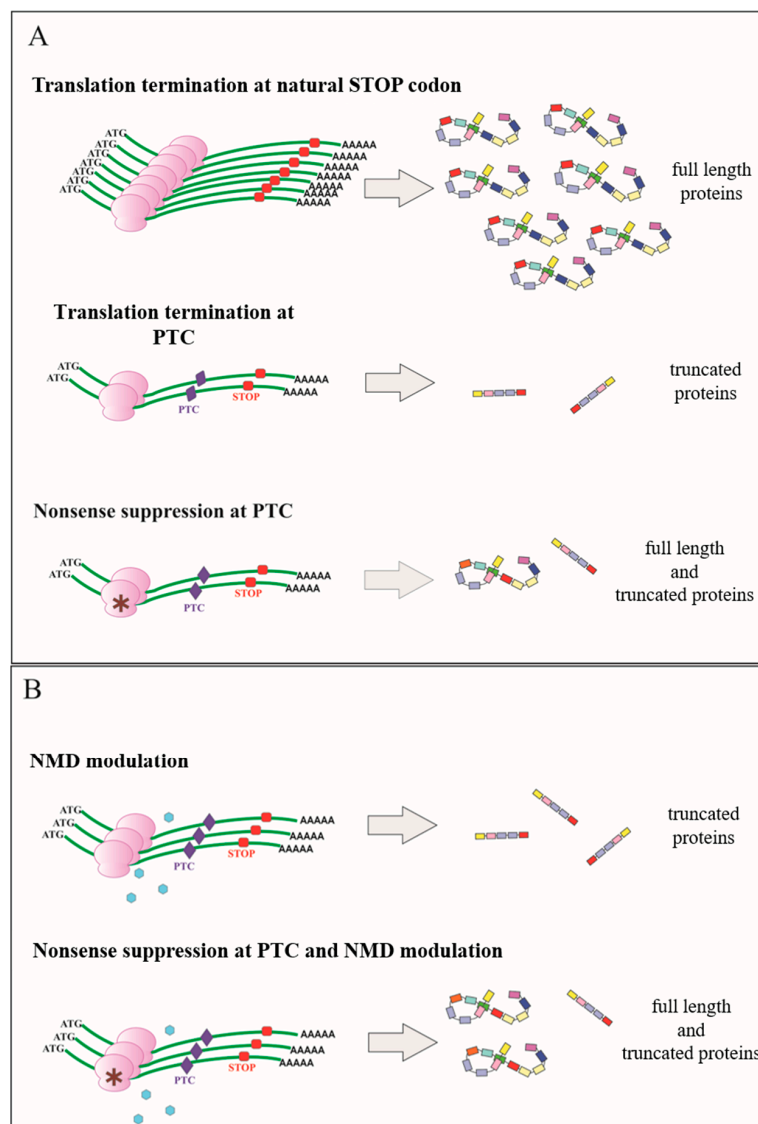 A
Translation termination at natural STOP codon
ATG
ATG
ATG
ATG
ATG
ATG
ATG
AAAAA
AAAAA
AAAAA
AAAAA
AAAAA
AAAAA
AAAAA
full length
proteins
Translation termination at
PTC
ATG
ATG
PTC
STOP
AAAAA
AAAAA
truncated
proteins
Nonsense suppression at PTC
ATG
ATG
*
PTC
STOP
AAAAA
AAAAA
full length
and
truncated proteins
B
NMD modulation
ATG
ATG
ATG
PTC
STOP
AAAAA
AAAAA
AAAAA
truncated
proteins
Nonsense suppression at PTC and NMD modulation
ATG
ATG
ATG
*
PTC
STOP
AAAAA
AAAAA
AAAAA
full length
and
truncated proteins